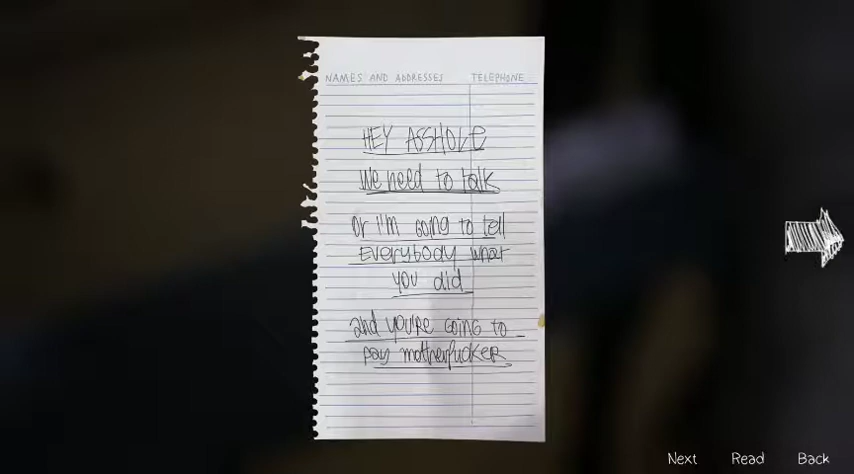 NAMES AND ADDRESSES TELEPHONE
HEY ASSHOLE
We need to talk
Or I'm going to tell
Everybody what
you did
and you're going to
pay motherfucker
Next Read Back